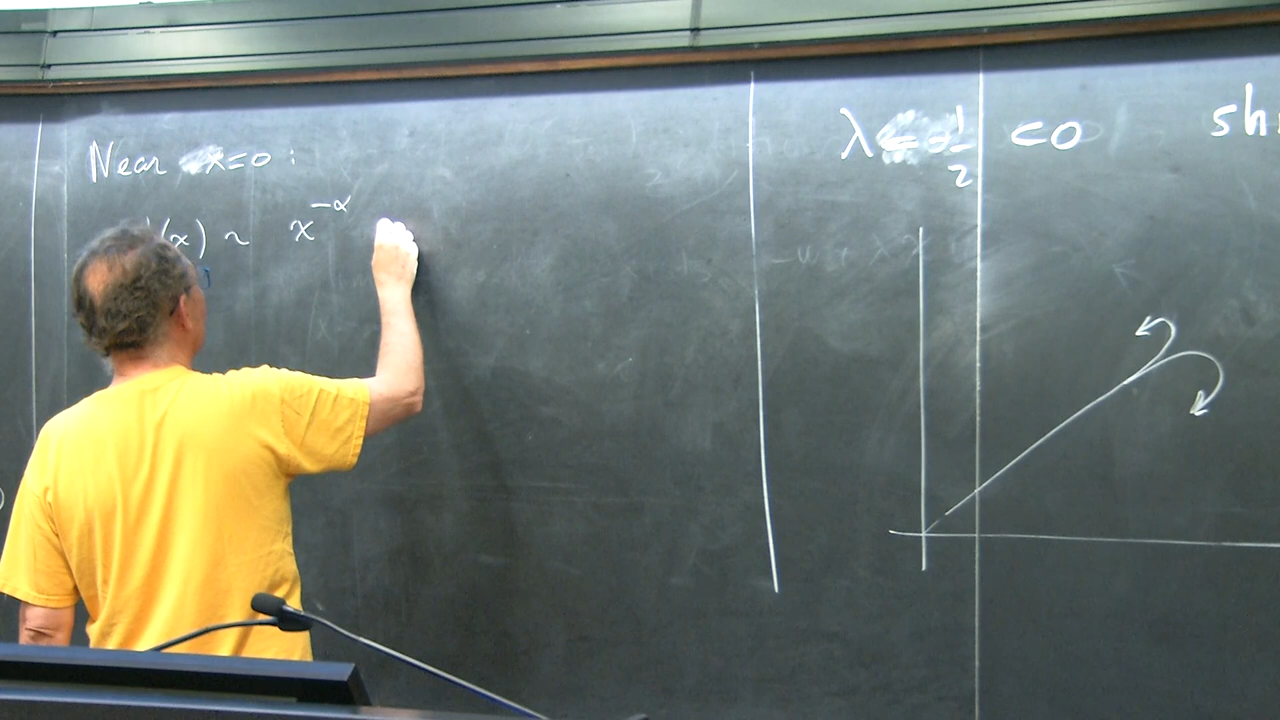 Near x=0:
(x) ~ x^{-α}
λ 1/2 <0